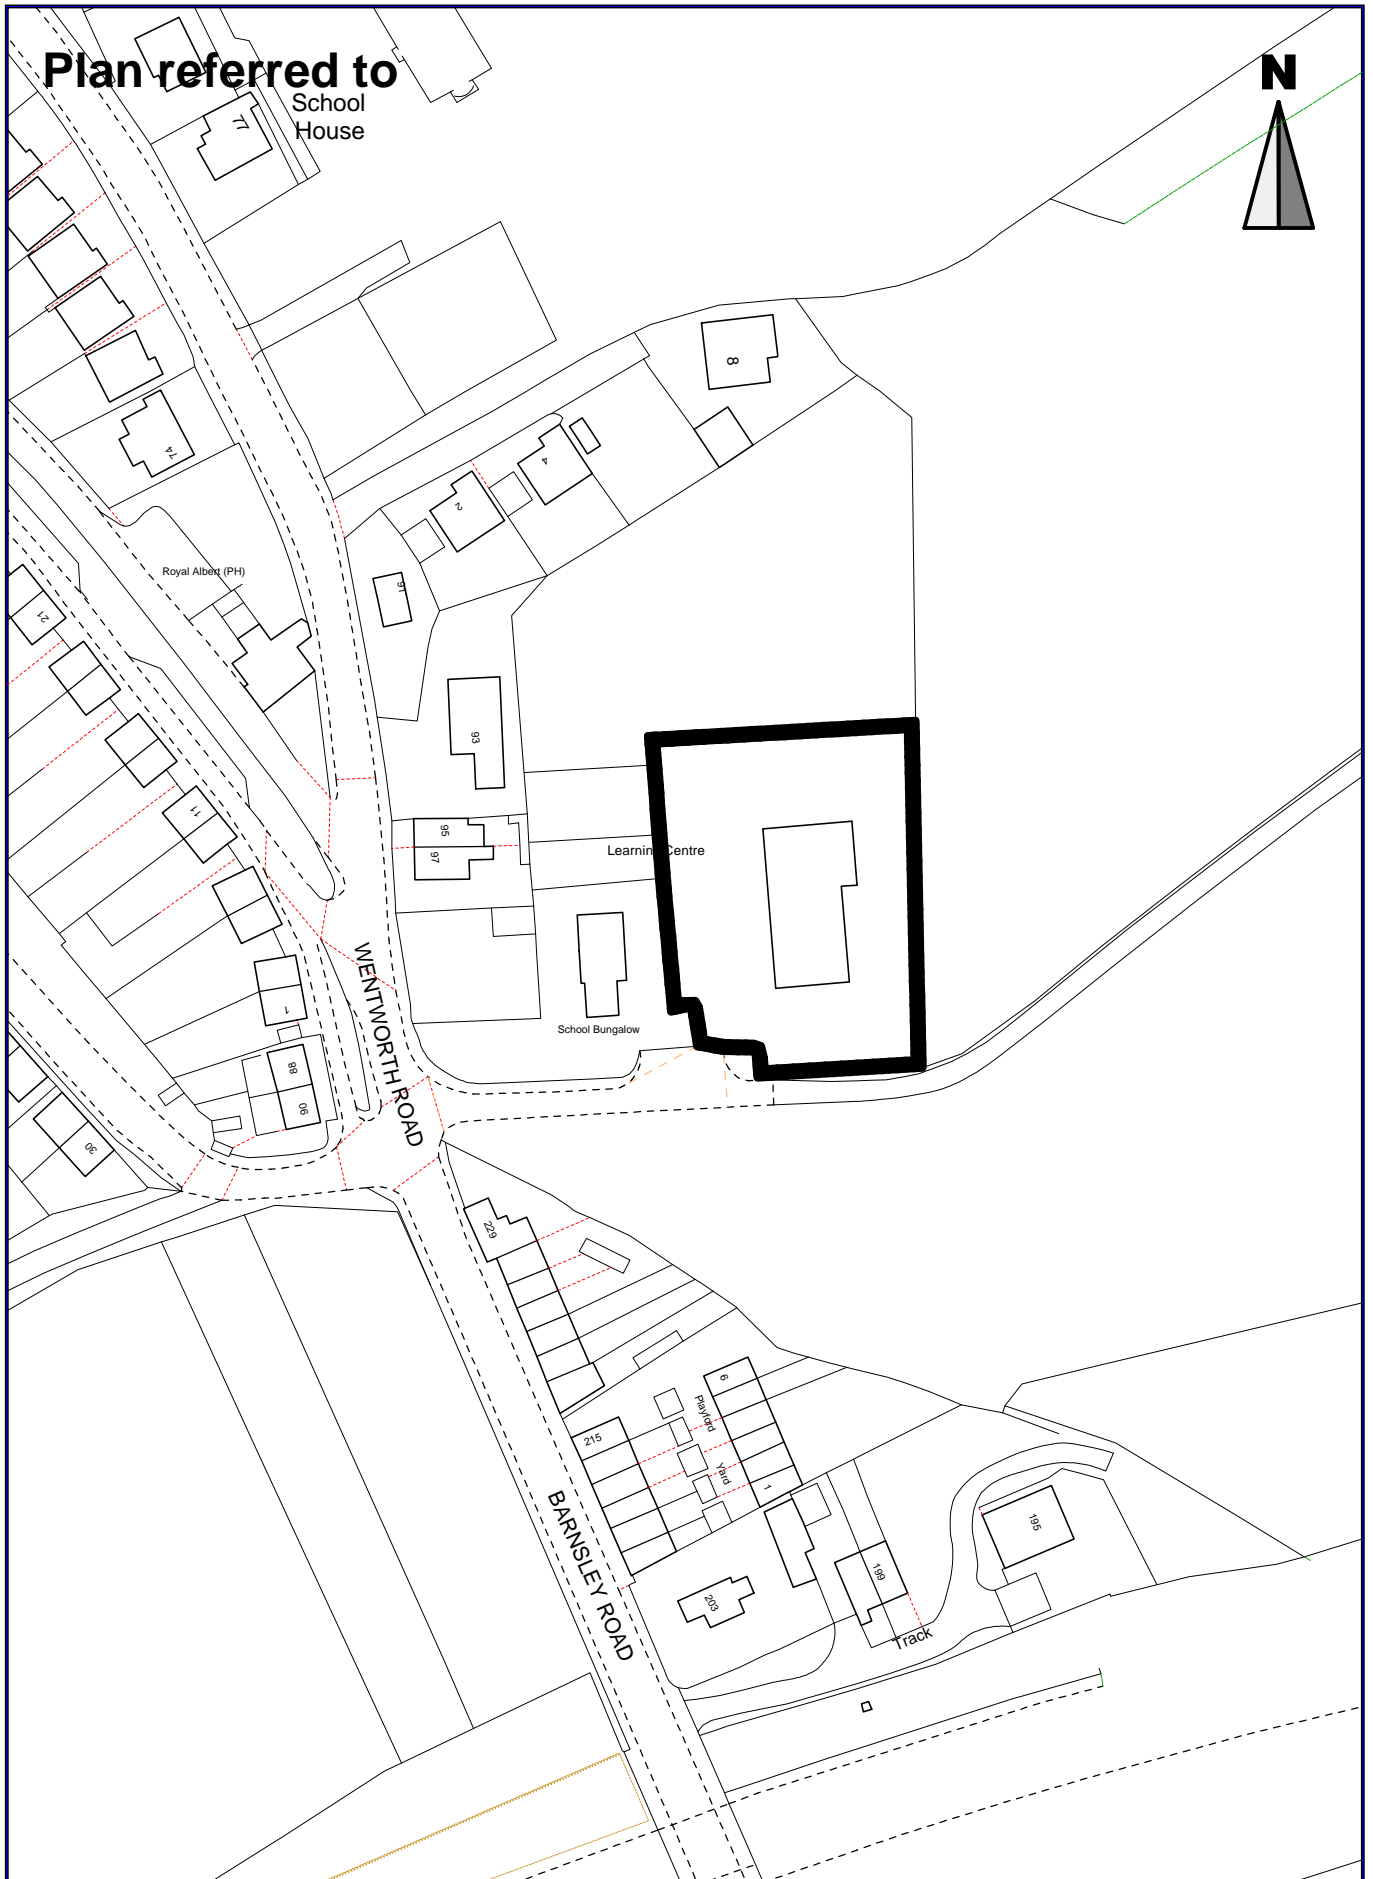 Plan referred to
N
School
House
77
8
74
4
2
91
Royal Albert (PH)
21
93
11
95
97
Learning Centre
WENTWORTH ROAD
1
School Bungalow
88
90
30
229
6
Playford
Yard
215
1
BARNSLEY ROAD
195
199
203
Track